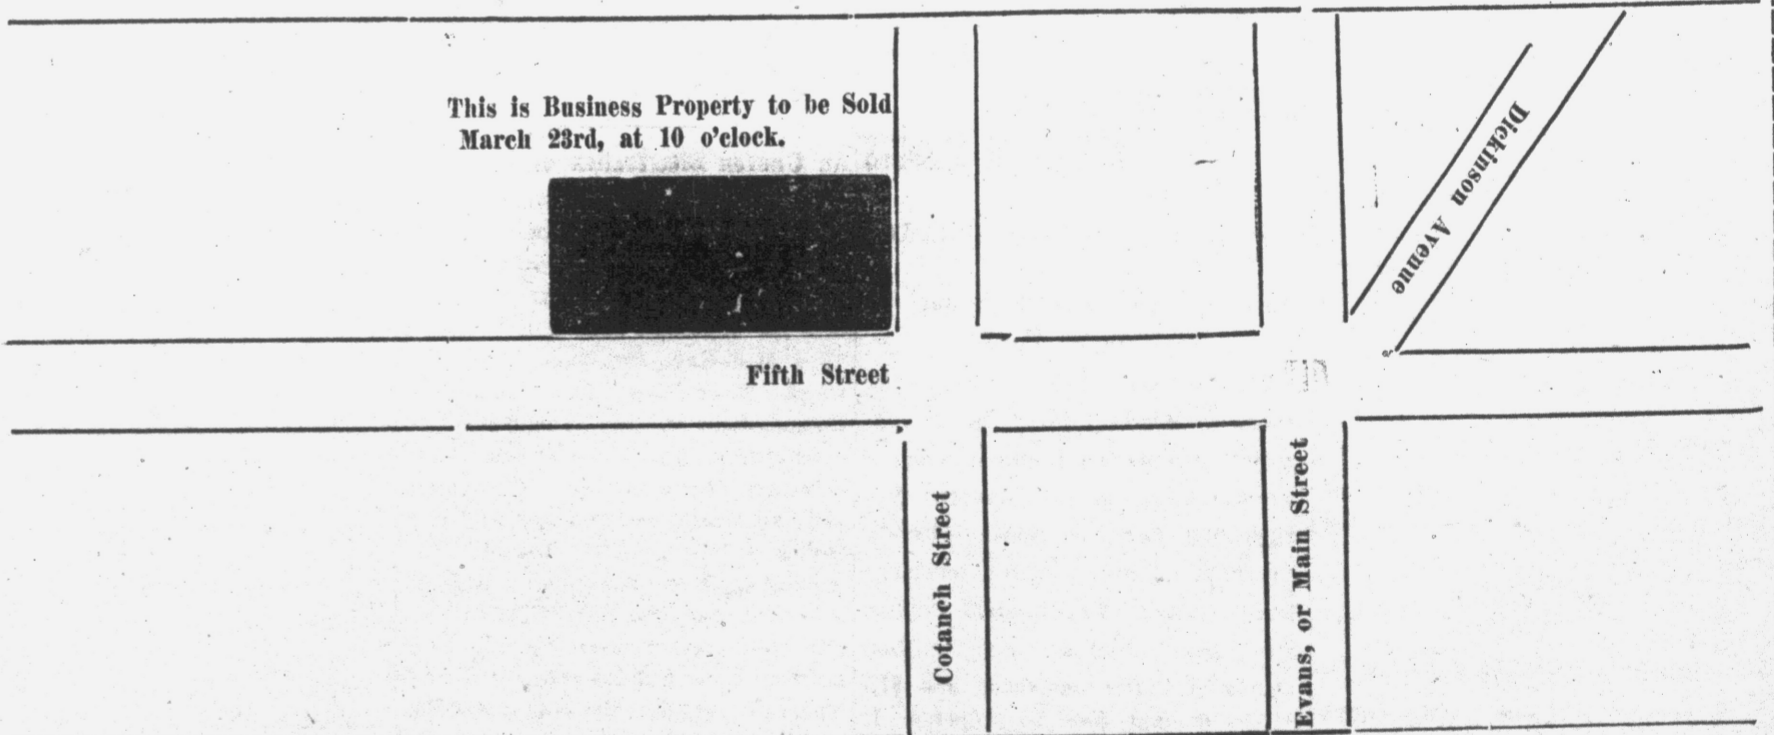 This is Business Property to be Sold
March 23rd, at 10 o'clock.
Dickinson Avenue
Fifth Street
Cotanch Street
Evans, or Main Street